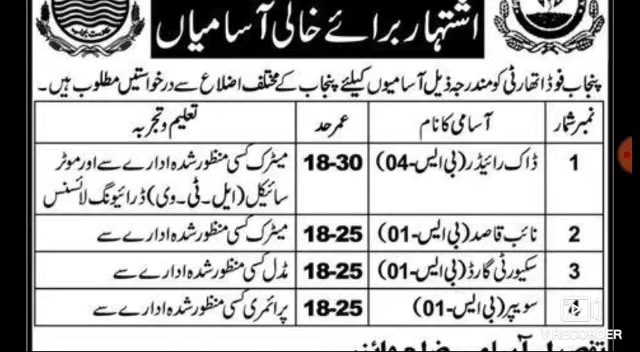 اشتہار برائے خالی آسامیاں
پنجاب فوڈ اتھارٹی کو مندرجہ ذیل آسامیوں کیلئے پنجاب کے مختلف اضلاع سے درخواستیں مطلوب ہیں۔
نمبر شمار آسامی کا نام عمر حد تعلیم و تجربہ
1 ڈاک رائیڈر (بی ایس-04) 18-30 میٹرک کسی منظور شدہ ادارے سے اور موٹر
سائیکل (ایل-ٹی-وی) ڈرائیونگ لائسنس
2 نائب قاصد (بی ایس-01) 18-25 میٹرک کسی منظور شدہ ادارے سے
3 سکیورٹی گارڈ (بی ایس-01) 18-25 مڈل کسی منظور شدہ ادارے سے
4 سویپر (بی ایس-01) 18-25 پرائمری کسی منظور شدہ ادارے سے
RECORDER